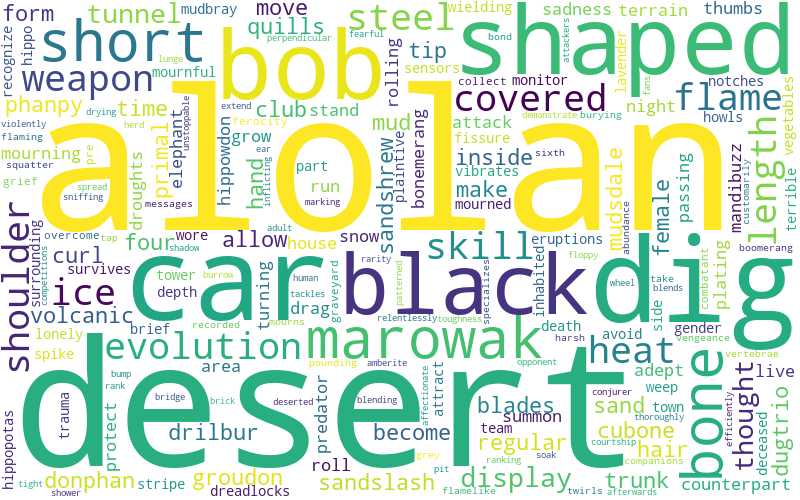 form
tunnel
mudbray
quills
move
steel
wielding
sadness
terrain
thumbs
recognize
hippo
short
bob
perpendicular
fearful
tip
sensors
bond
attackers
shaped
lavender
fans
vegetables
weapon
mournful
lunge
rolling
collect
monitor
notches
phanpy
time
club
stand
covered
flame
flaming
drying
unstoppable
extend
demonstrate
burying
violently
herd
ferocity
mud
attack
night
howls
squatter
mourning
primal
elephant
grow
bonemerang
fissure
sixth
alolan
pre
ear
part
plaintive
inside
vibrates
mudsdale
length
passing
terrible
grief
spread
messages
hippowdon
hand
inflicting
run
sandshrew
make
mourned
abundance
mandibuzz
sniffing
marking
customarily
shoulder
droughts
overcome
wore
four
allow
house
skill
eruptions
female
plating
tap
adult
shadow
snow
boomerang
surrounding
competitions
curl
survives
tower
burrow
human
car
black
rarity
patterned
specializes
inhabited
side
take
blends
combatant
dig
ice
depth
turning
tackles
drag
graveyard
relentlessly
toughness
death
wheel
vengeance
volcanic
recorded
harsh
avoid
gender
lonely
brief
mourns
pounding
opponent
marowak
heat
vertebrae
spike
evolution
amberite
adept
live
bump
area
predator
affectionate
attract
conjurer
weep
bone
thought
efficiently
rank
bridge
deserted
blades
sand
town
thoroughly
trauma
brick
blending
summon
cubone
deceased
hippopotas
protect
drilbur
desert
become
team
courtship
companions
dugtrio
donphan
groudon
grey
regular
hair
tight
stripe
roll
sandslash
pit
ranking
display
trunk
counterpart
shower
dreadlocks
soak
flamelike
twirls
afterwards